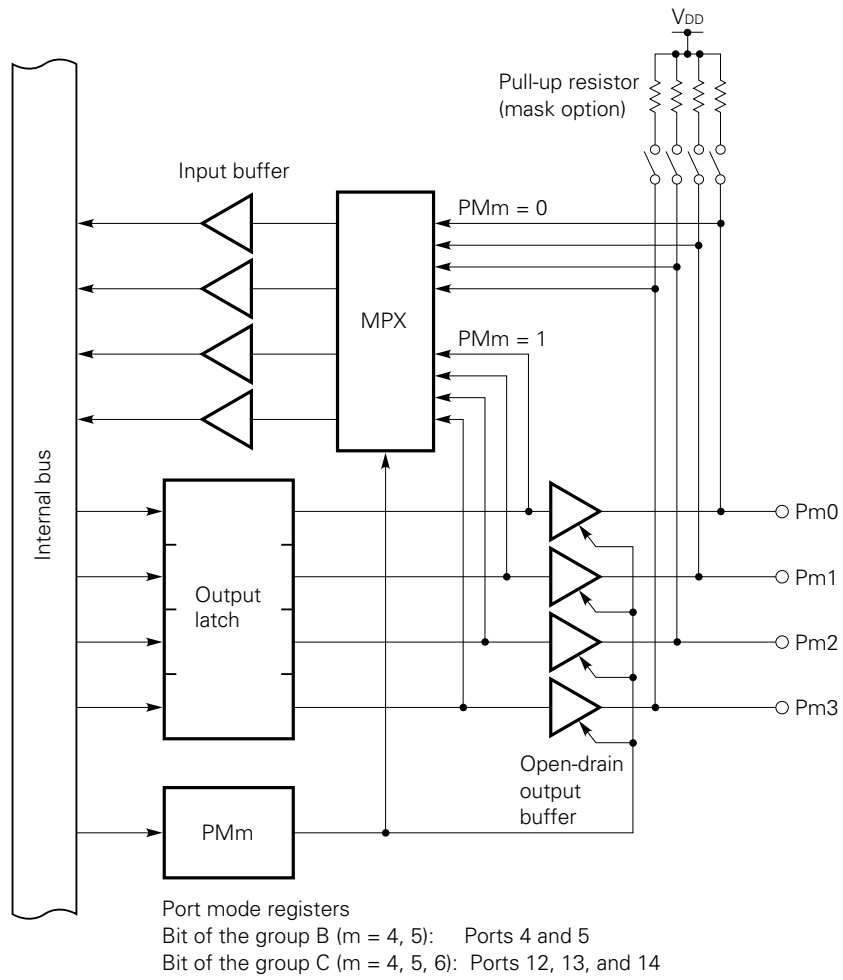 VDD
Pull-up resistor
(mask option)
Input buffer
PMm = 0
MPX
PMm = 1
Internal bus
Output
latch
Pm0
Pm1
Pm2
Pm3
Open-drain
output
buffer
PMm
Port mode registers
Bit of the group B (m = 4, 5): Ports 4 and 5
Bit of the group C (m = 4, 5, 6): Ports 12, 13, and 14